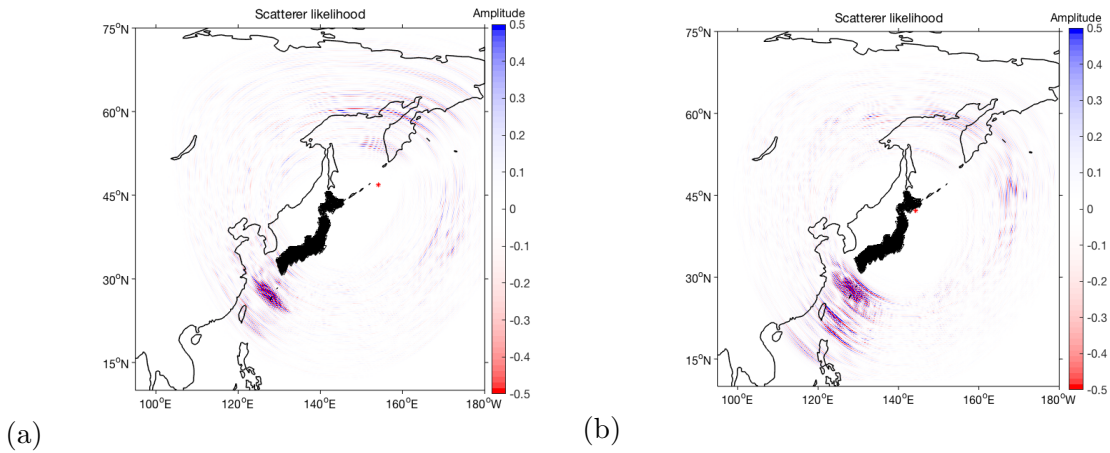 Scatterer likelihood
Amplitude
75°N
60°N
45°N
30°N
15°N
100°E
120°E
140°E
160°E
180°W
0.5
0.4
0.3
0.2
0.1
0
-0.1
-0.2
-0.3
-0.4
-0.5
(a)
Scatterer likelihood
Amplitude
75°N
60°N
45°N
30°N
15°N
100°E
120°E
140°E
160°E
180°W
0.5
0.4
0.3
0.2
0.1
0
-0.1
-0.2
-0.3
-0.4
-0.5
(b)